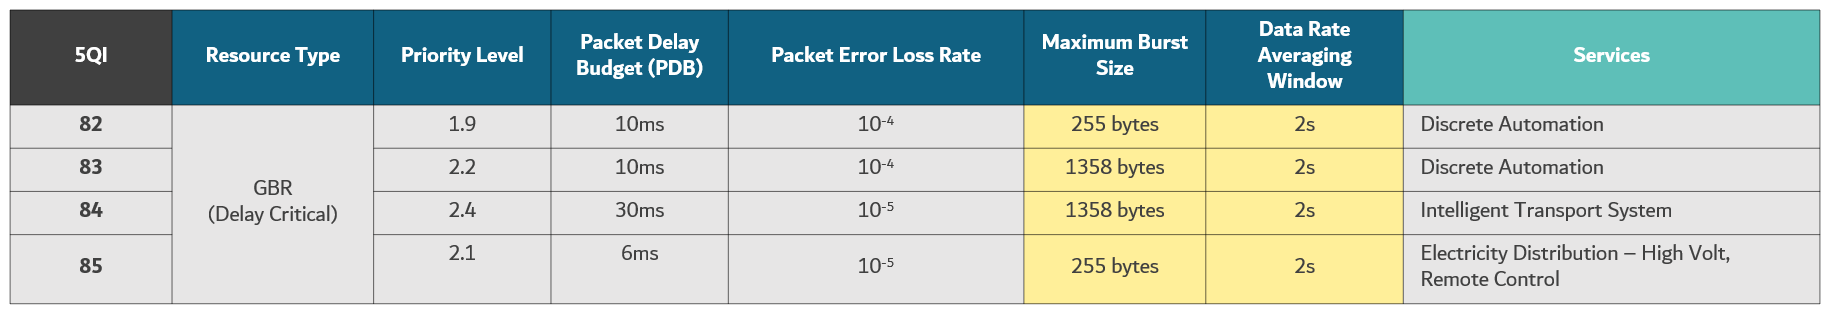 5QI
Resource Type
Priority Level
Packet Delay
Budget (PDB)
Packet Error Loss Rate
Maximum Burst
Size
Data Rate
Averaging
Window
Services
82
GBR
(Delay Critical)
1.9
10ms
10⁻⁴
255 bytes
2s
Discrete Automation
83
2.2
10ms
10⁻⁴
1358 bytes
2s
Discrete Automation
84
2.4
30ms
10⁻⁵
1358 bytes
2s
Intelligent Transport System
85
2.1
6ms
10⁻⁵
255 bytes
2s
Electricity Distribution – High Volt,
Remote Control